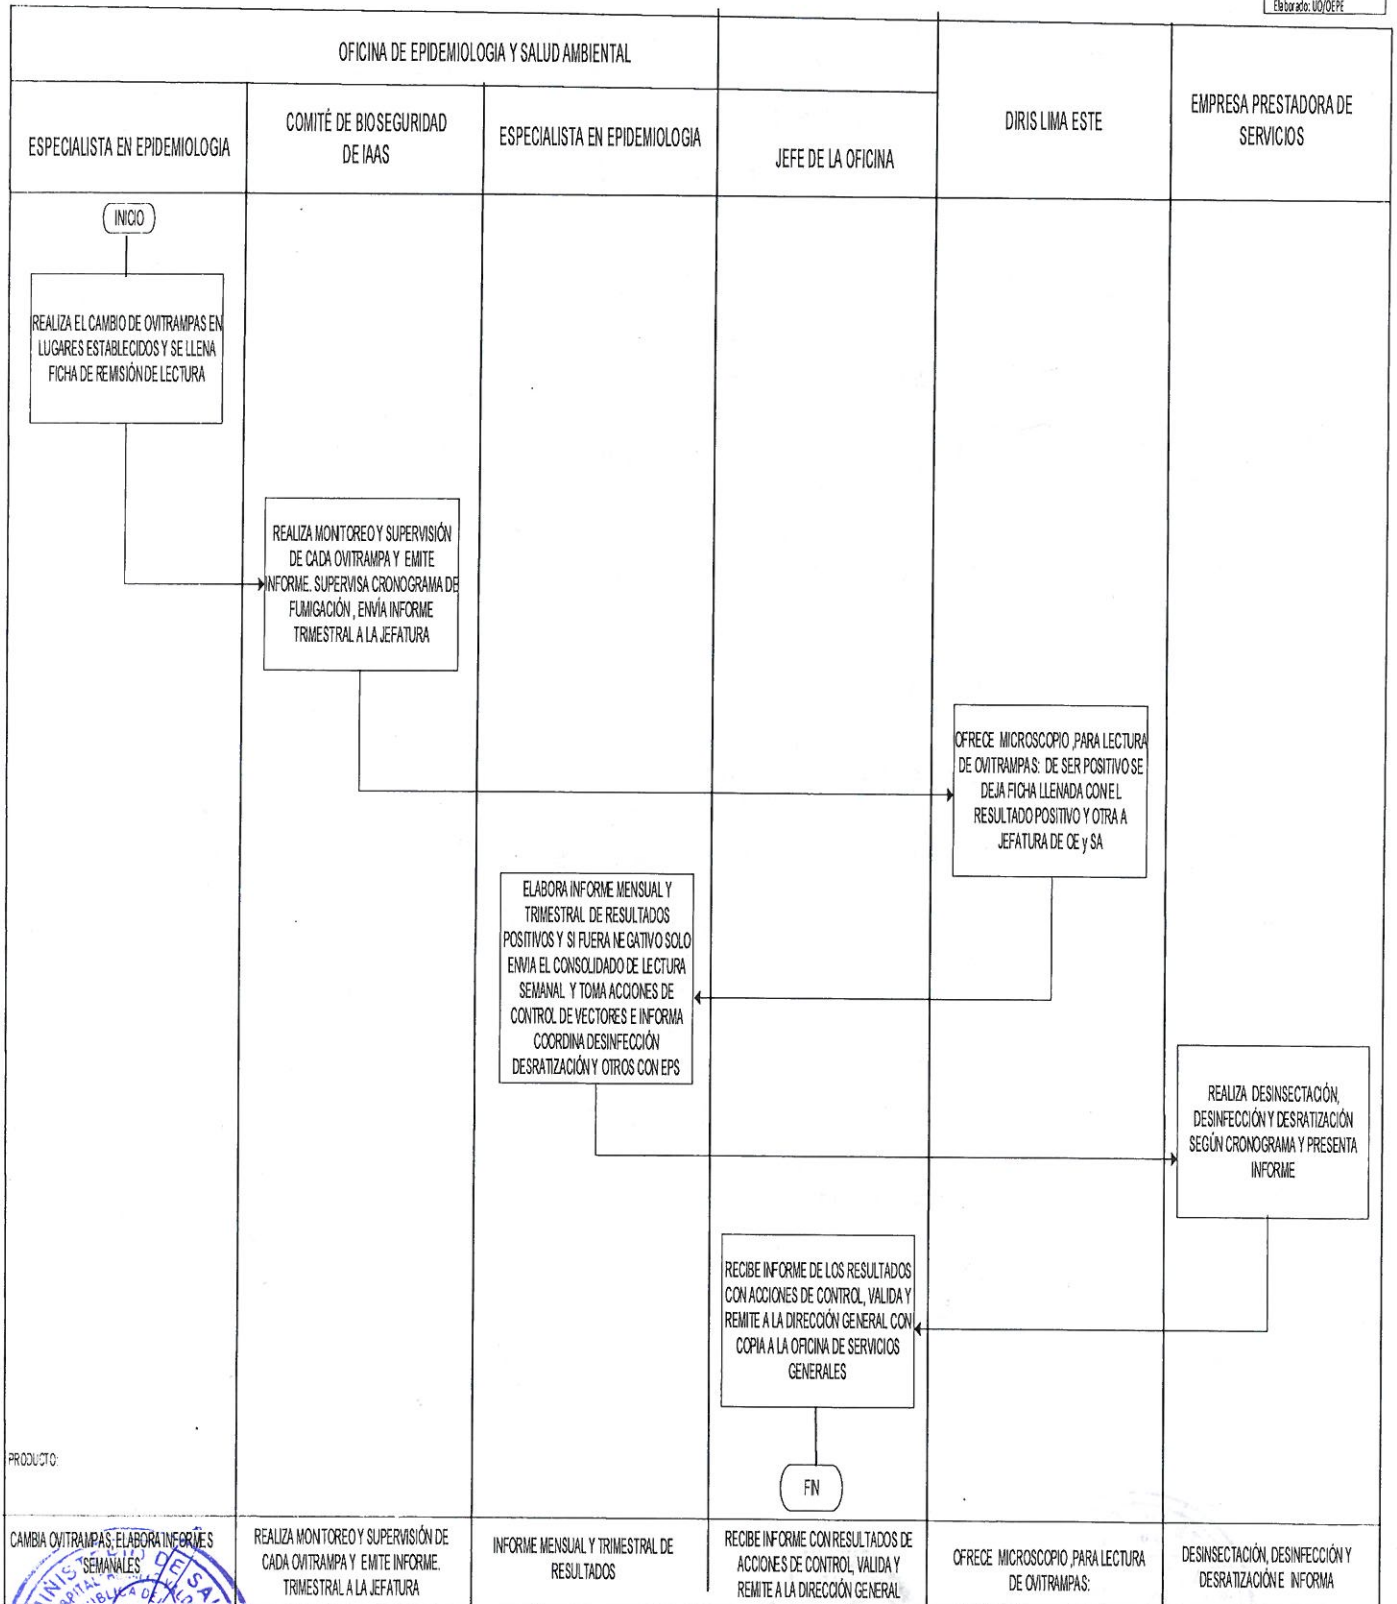 Elaborado: UO/OEPE
OFICINA DE EPIDEMIOLOGIA Y SALUD AMBIENTAL
ESPECIALISTA EN EPIDEMIOLOGIA
COMITÉ DE BIOSEGURIDAD
DE IAAS
ESPECIALISTA EN EPIDEMIOLOGIA
JEFE DE LA OFICINA
DIRIS LIMA ESTE
EMPRESA PRESTADORA DE
SERVICIOS
INICIO
REALIZA EL CAMBIO DE OVITRAMPAS EN
LUGARES ESTABLECIDOS Y SE LLENA
FICHA DE REMISIÓN DE LECTURA
REALIZA MONITOREO Y SUPERVISIÓN
DE CADA OVITRAMPA Y EMITE
INFORME. SUPERVISA CRONOGRAMA DE
FUMIGACIÓN , ENVÍA INFORME
TRIMESTRAL A LA JEFATURA
OFRECE MICROSCOPIO ,PARA LECTURA
DE OVITRAMPAS: DE SER POSITIVO SE
DEJA FICHA LLENADA CON EL
RESULTADO POSITIVO Y OTRA A
JEFATURA DE OE y SA
ELABORA INFORME MENSUAL Y
TRIMESTRAL DE RESULTADOS
POSITIVOS Y SI FUERA NEGATIVO SOLO
ENVIA EL CONSOLIDADO DE LECTURA
SEMANAL Y TOMA ACCIONES DE
CONTROL DE VECTORES E INFORMA
COORDINA DESINFECCIÓN
DESRATIZACIÓN Y OTROS CON EPS
REALIZA DESINSECTACIÓN,
DESINFECCIÓN Y DESRATIZACIÓN
SEGÚN CRONOGRAMA Y PRESENTA
INFORME
RECIBE INFORME DE LOS RESULTADOS
CON ACCIONES DE CONTROL, VALIDA Y
REMITE A LA DIRECCIÓN GENERAL CON
COPIA A LA OFICINA DE SERVICIOS
GENERALES
FIN
PRODUCTO:
CAMBIA OVITRAMPAS, ELABORA INFORMES
SEMANALES
REALIZA MONITOREO Y SUPERVISIÓN DE
CADA OVITRAMPA Y EMITE INFORME.
TRIMESTRAL A LA JEFATURA
INFORME MENSUAL Y TRIMESTRAL DE
RESULTADOS
RECIBE INFORME CON RESULTADOS DE
ACCIONES DE CONTROL, VALIDA Y
REMITE A LA DIRECCIÓN GENERAL
OFRECE MICROSCOPIO ,PARA LECTURA
DE OVITRAMPAS:
DESINSECTACIÓN, DESINFECCIÓN Y
DESRATIZACIÓN E INFORMA